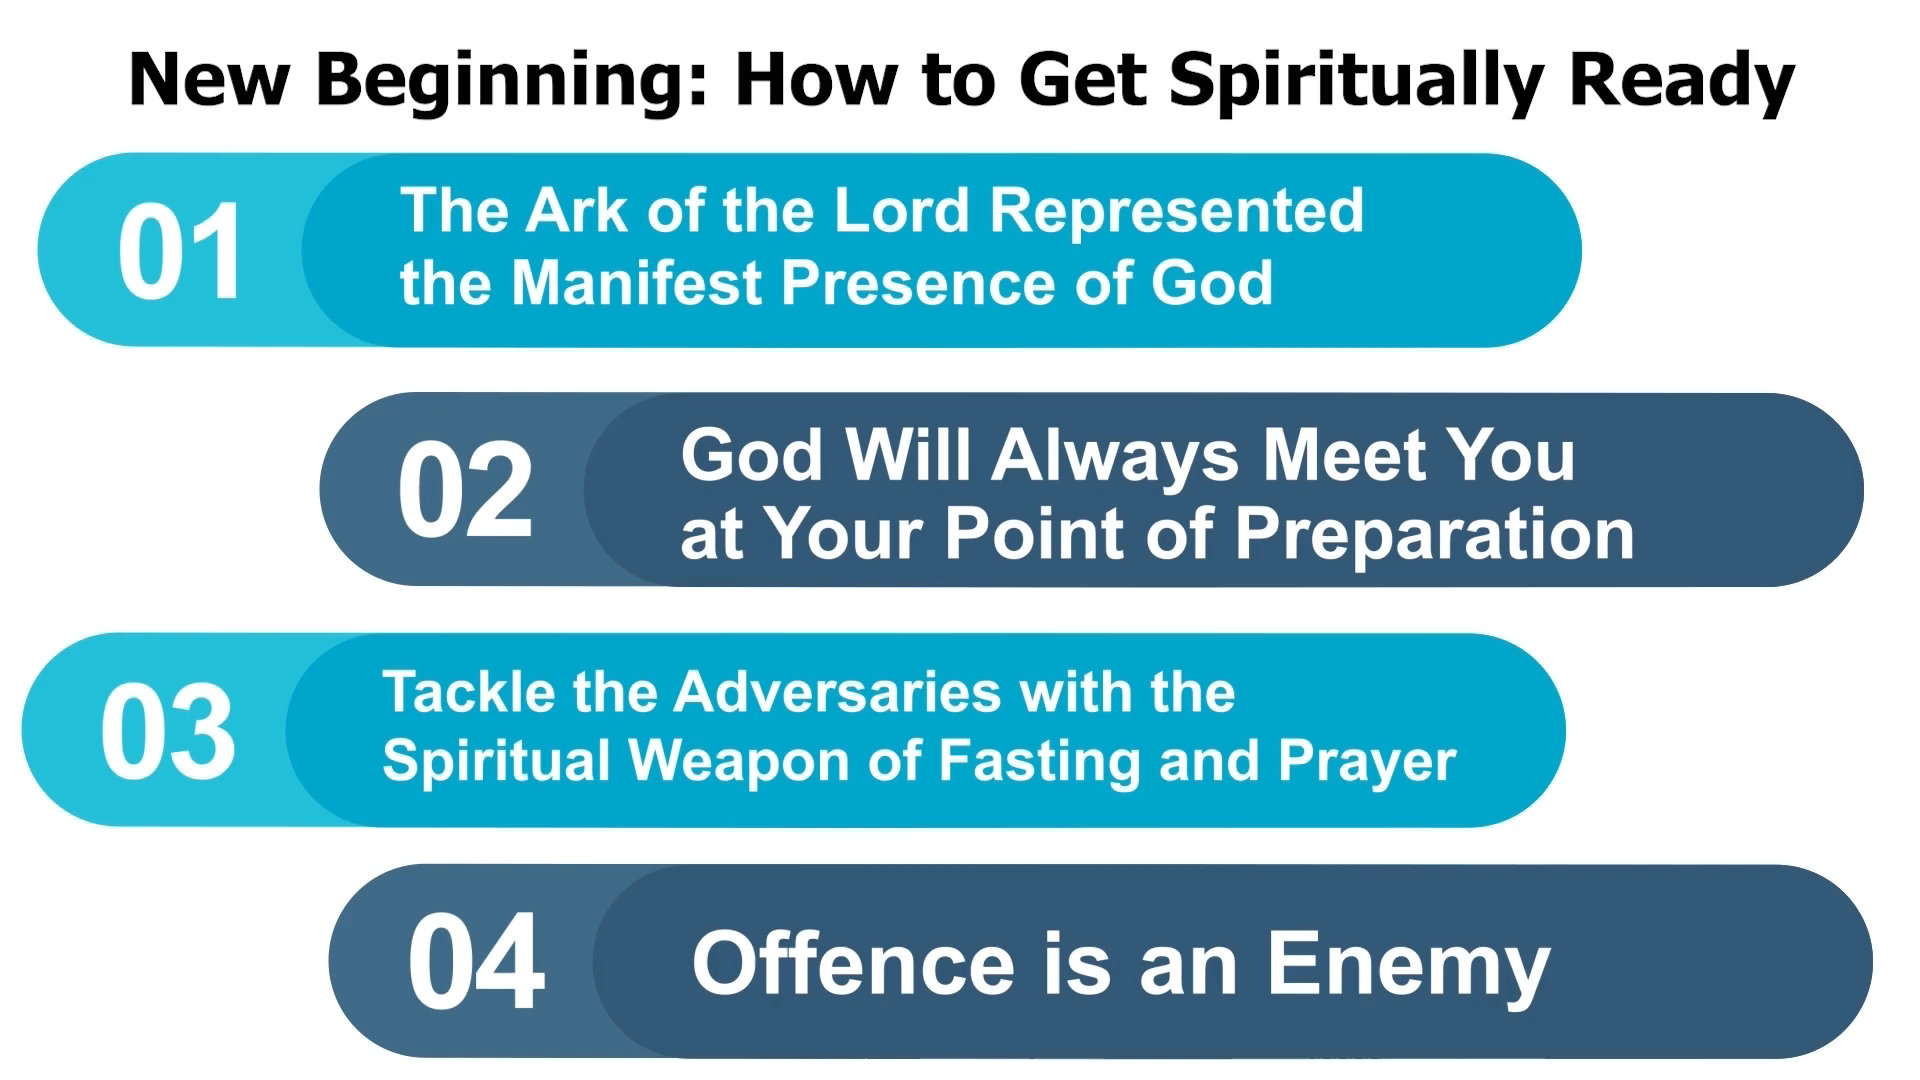 New Beginning: How to Get Spiritually Ready
01
The Ark of the Lord Represented
the Manifest Presence of God
02
God Will Always Meet You
at Your Point of Preparation
03
Tackle the Adversaries with the
Spiritual Weapon of Fasting and Prayer
04
Offence is an Enemy